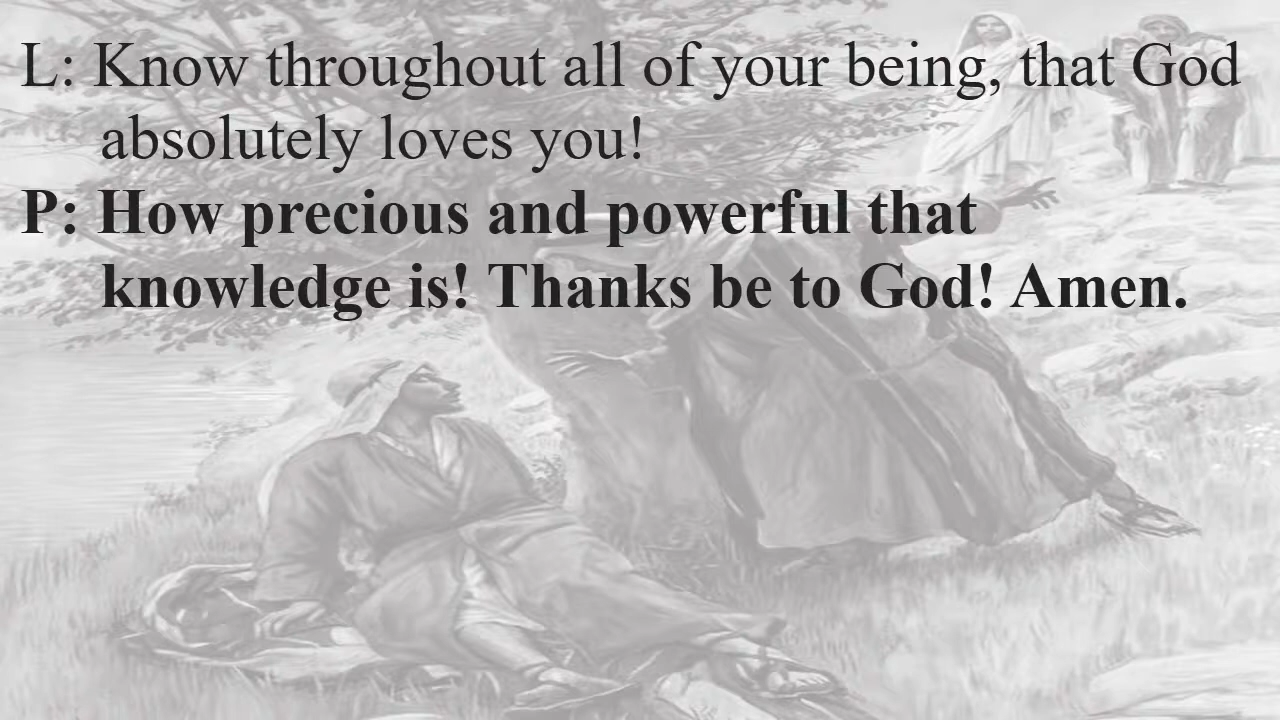 L: Know throughout all of your being, that God
absolutely loves you!
P: How precious and powerful that
knowledge is! Thanks be to God! Amen.